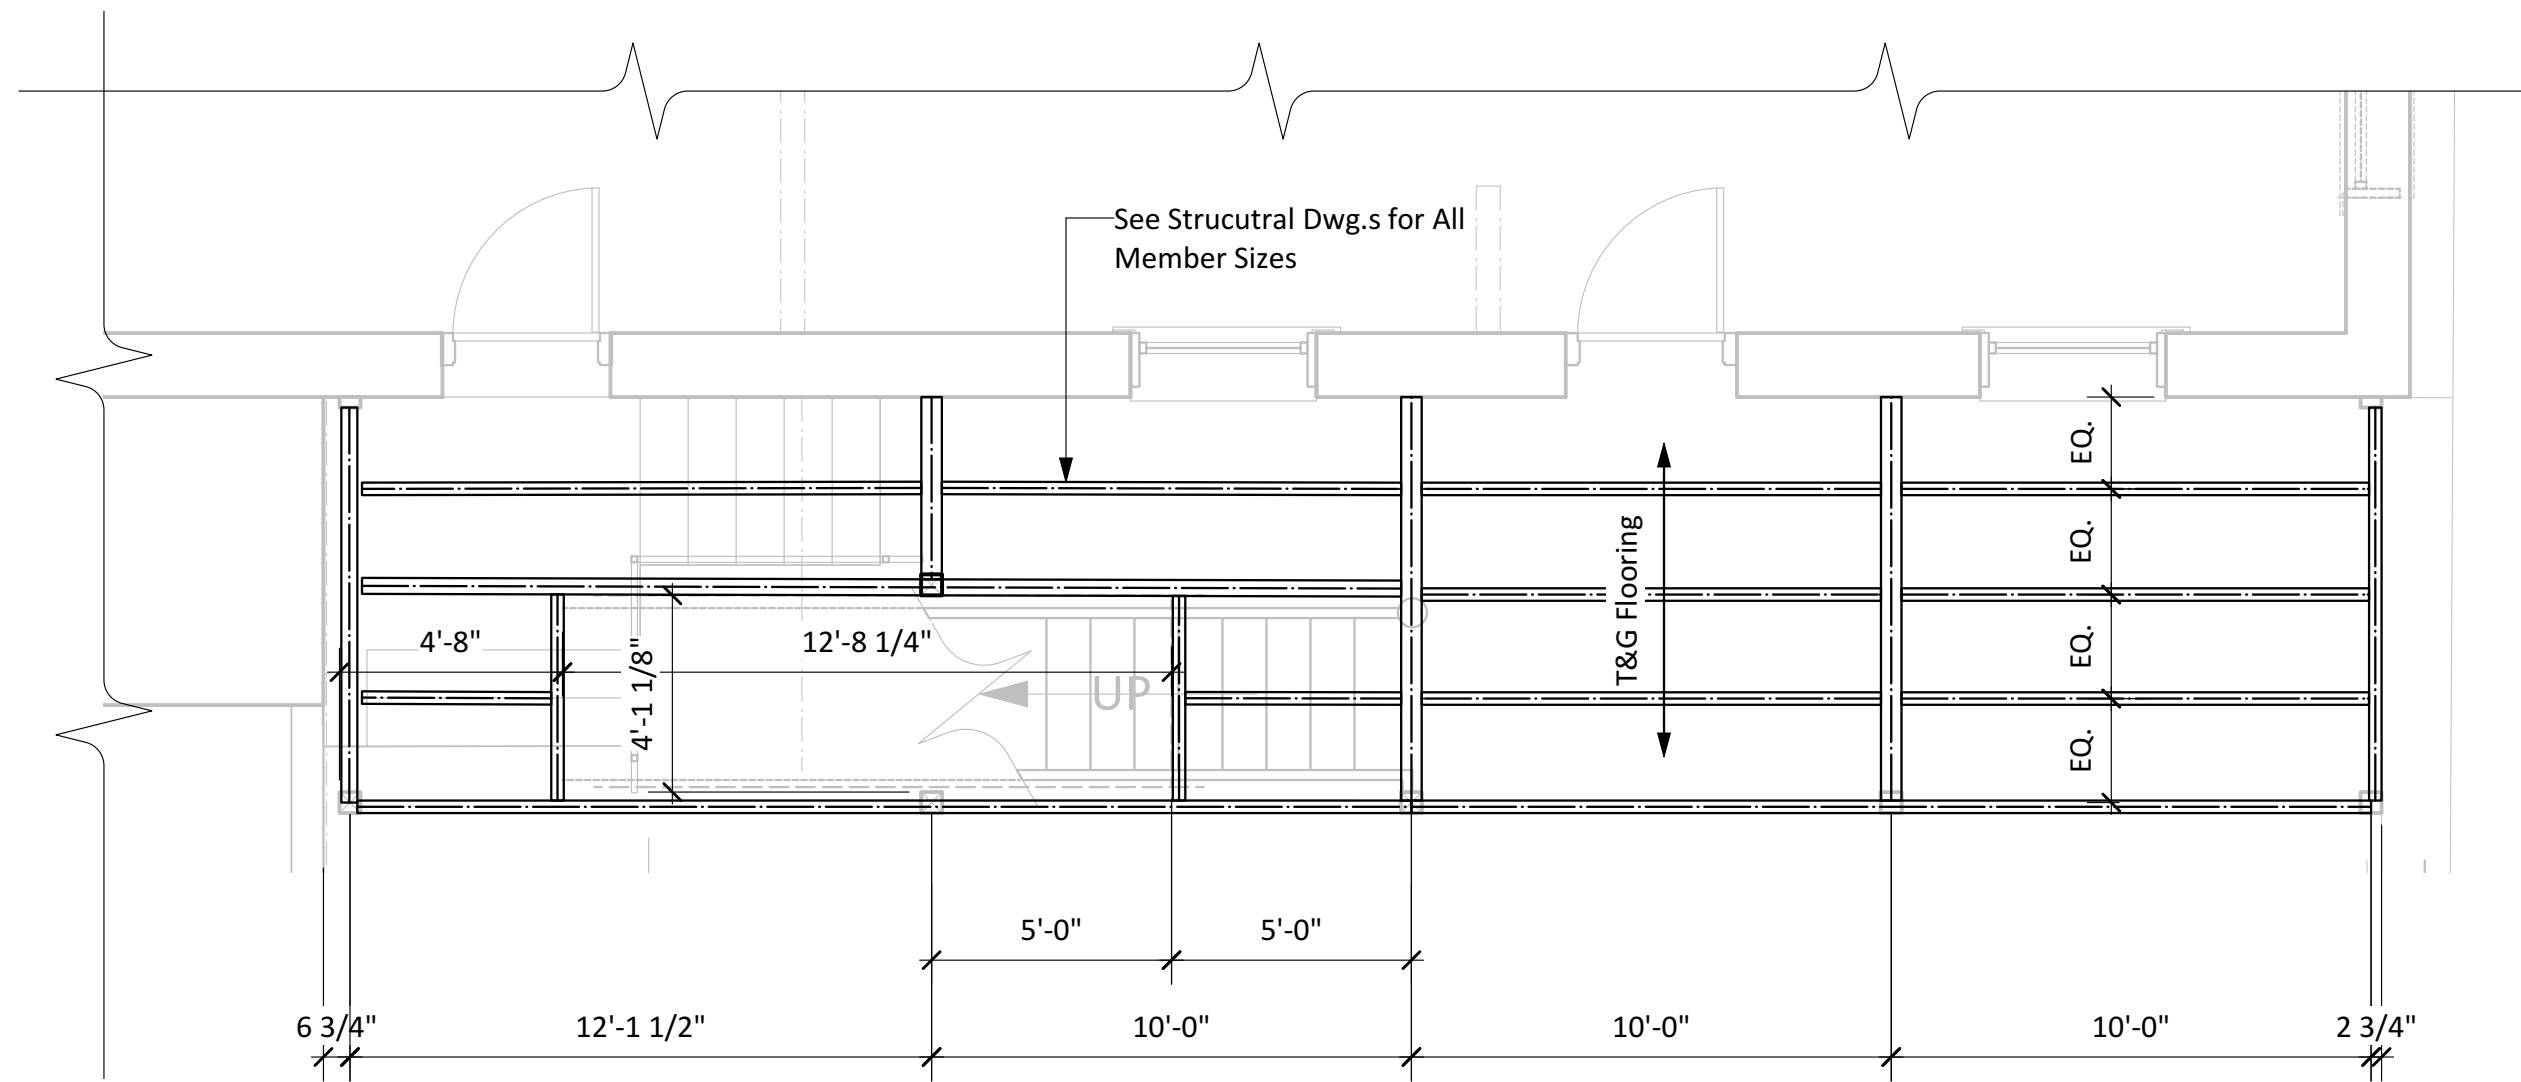 See Strucutral Dwg.s for All
Member Sizes
EQ.
EQ.
T&G Flooring
4'-8"
4'-1 1/8"
12'-8 1/4"
UP
EQ.
EQ.
5'-0"
5'-0"
6 3/4"
12'-1 1/2"
10'-0"
10'-0"
10'-0"
2 3/4"